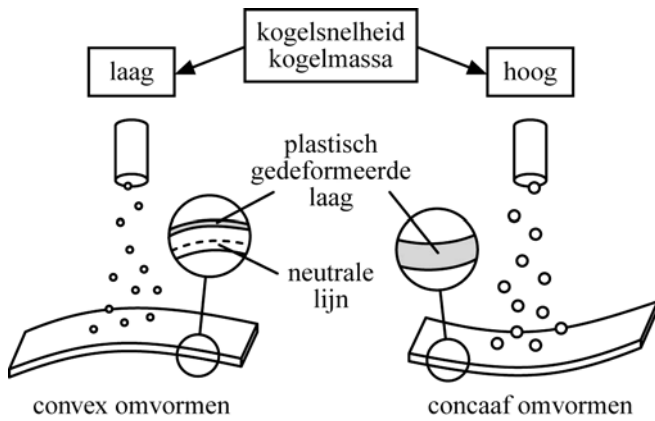 kogelsnelheid
kogelmassa
laag
hoog
plastisch
gedeformeerde
laag
neutrale
lijn
convex omvormen
concaaf omvormen